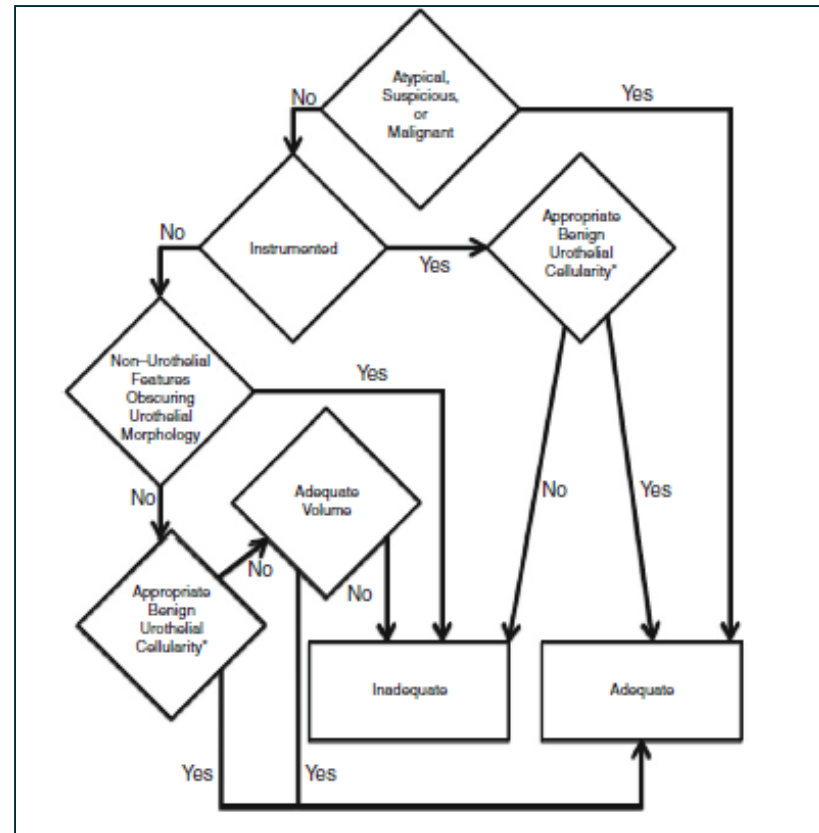 Atypical,
Suspicious,
or
Malignant
No
Yes
Instrumented
No
Yes
Appropriate
Benign
Urothelial
Cellularity*
Non–Urothelial
Features
Obscuring
Urothelial
Morphology
Yes
No
Adequate
Volume
No
Yes
No
No
Appropriate
Benign
Urothelial
Cellularity*
Inadequate
Adequate
Yes
Yes